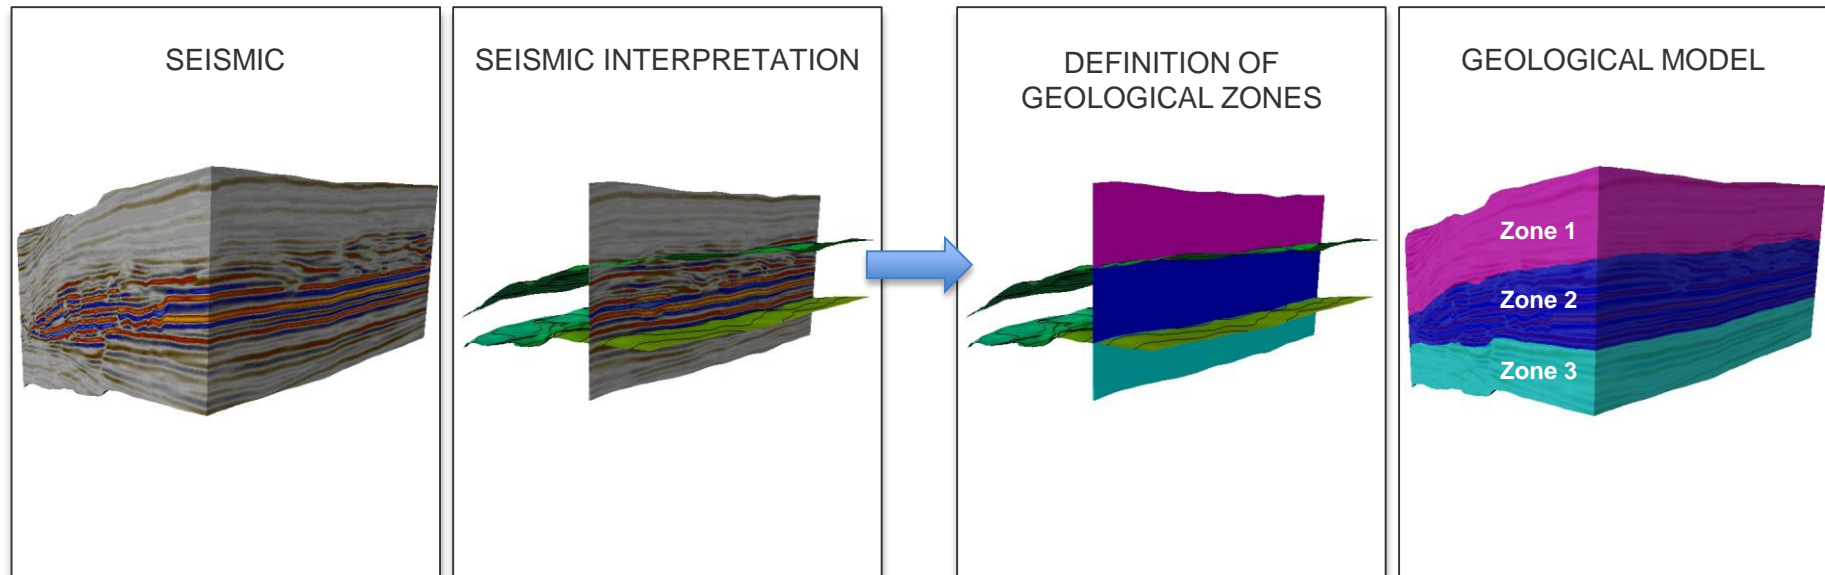 SEISMIC
SEISMIC INTERPRETATION
DEFINITION OF
GEOLOGICAL ZONES
GEOLOGICAL MODEL
Zone 1
Zone 2
Zone 3